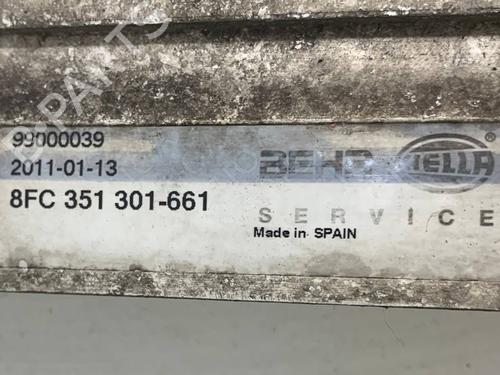 99000039
2011-01-13
8FC 351 301-661
BEHR HELLA
SERVICE
Made in SPAIN